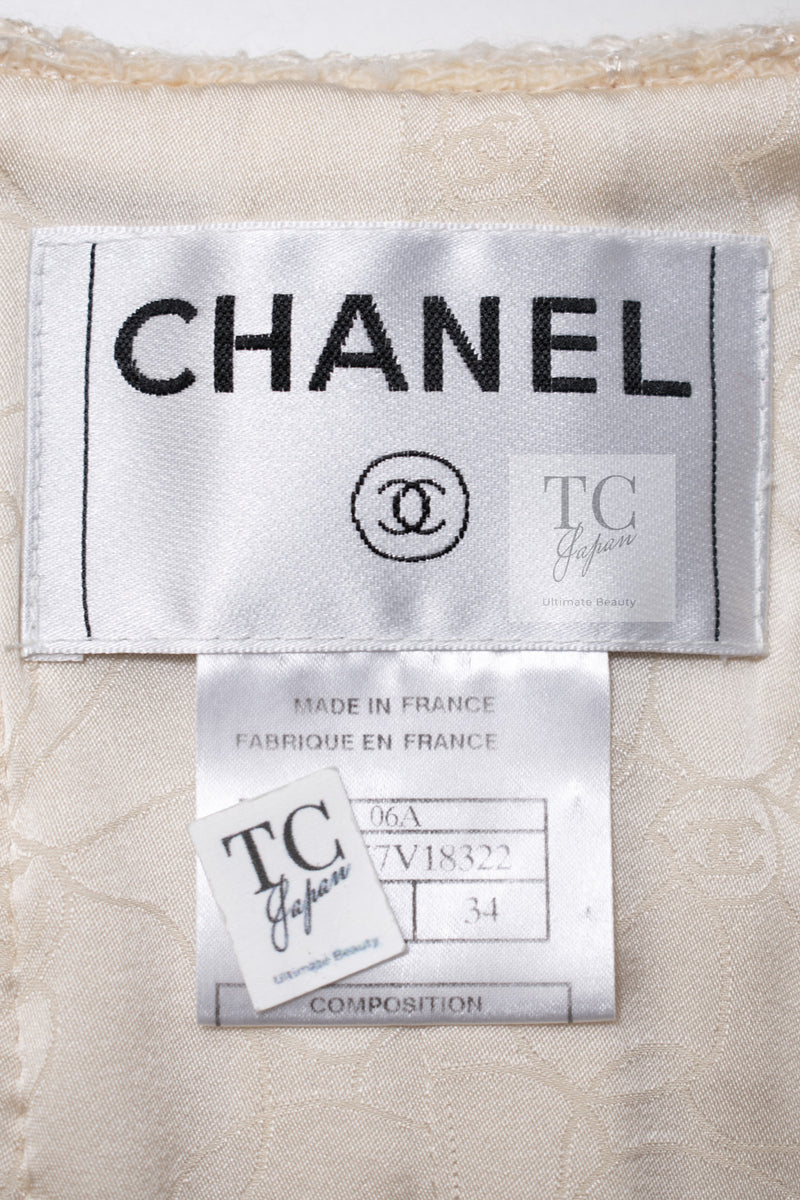 CHANEL
TC
Japan
Ultimate Beauty
MADE IN FRANCE
FABRIQUE EN FRANCE
06A
7V18322
34
TC
Japan
Ultimate Beauty
COMPOSITION